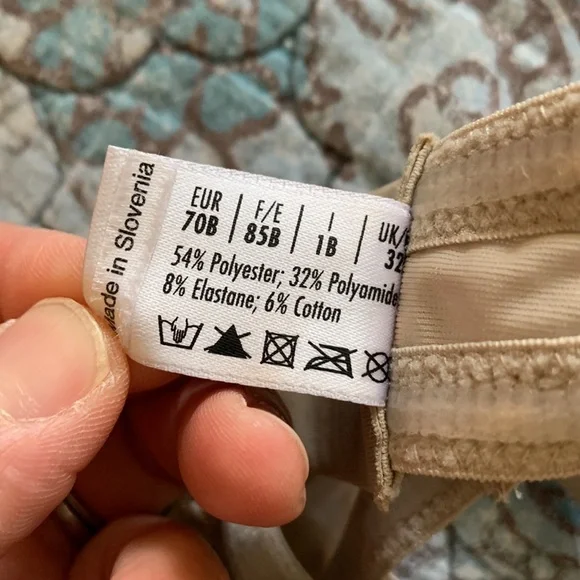 Made in Slovenia
EUR F/E I UK/
70B 85B 1B 32
54% Polyester; 32% Polyamide;
8% Elastane; 6% Cotton